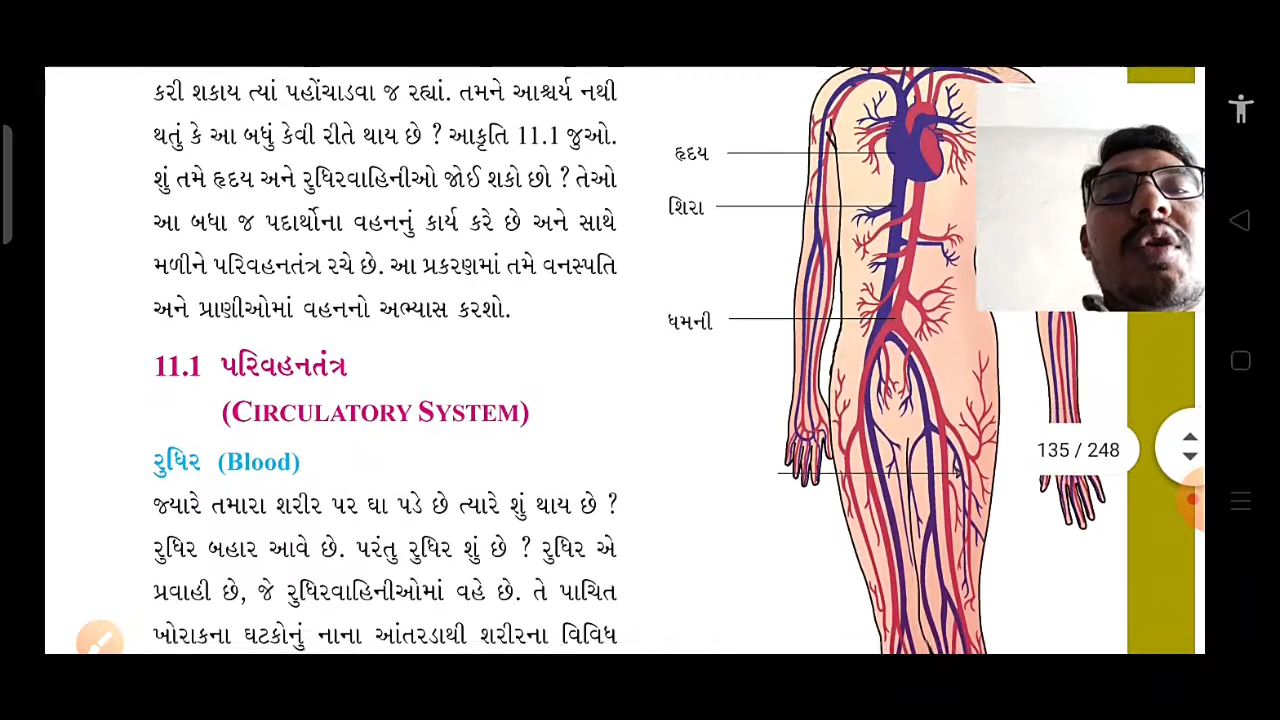 કરી શકાય ત્યાં પહોંચાડવા જ રહ્યાં. તમને આશ્ચર્ય નથી
થતું કે આ બધું કેવી રીતે થાય છે ? આકૃતિ 11.1 જુઓ.
શું તમે હૃદય અને રુધિરવાહિનીઓ જોઈ શકો છો ? તેઓ
આ બધા જ પદાર્થોના વહનનું કાર્ય કરે છે અને સાથે
મળીને પરિવહનતંત્ર રચે છે. આ પ્રકરણમાં તમે વનસ્પતિ
અને પ્રાણીઓમાં વહનનો અભ્યાસ કરશો.
11.1 પરિવહનતંત્ર
(CIRCULATORY SYSTEM)
રુધિર (Blood)
જ્યારે તમારા શરીર પર ઘા પડે છે ત્યારે શું થાય છે ?
રુધિર બહાર આવે છે. પરંતુ રુધિર શું છે ? રુધિર એ
પ્રવાહી છે, જે રુધિરવાહિનીઓમાં વહે છે. તે પાચિત
ખોરાકના ઘટકોનું નાના આંતરડાથી શરીરના વિવિધ
હૃદય
શિરા
ધમની
135 / 248